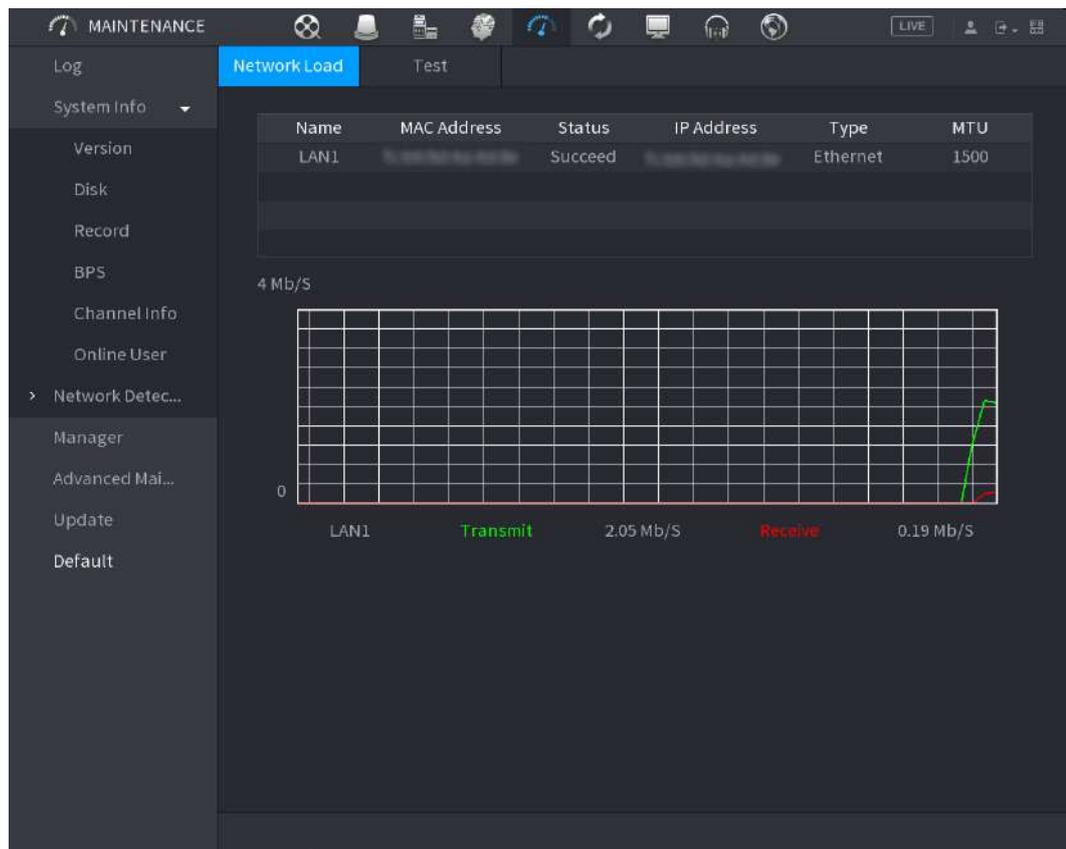 MAINTENANCE
LIVE
Log
Network Load Test
System Info
Version
Disk
Record
BPS
Channel Info
Online User
Network Detec...
Manager
Advanced Mai...
Update
Default
Name MAC Address Status IP Address Type MTU
LAN1 Succeed Ethernet 1500
4 Mb/S
0
LAN1 Transmit 2.05 Mb/S Receive 0.19 Mb/S